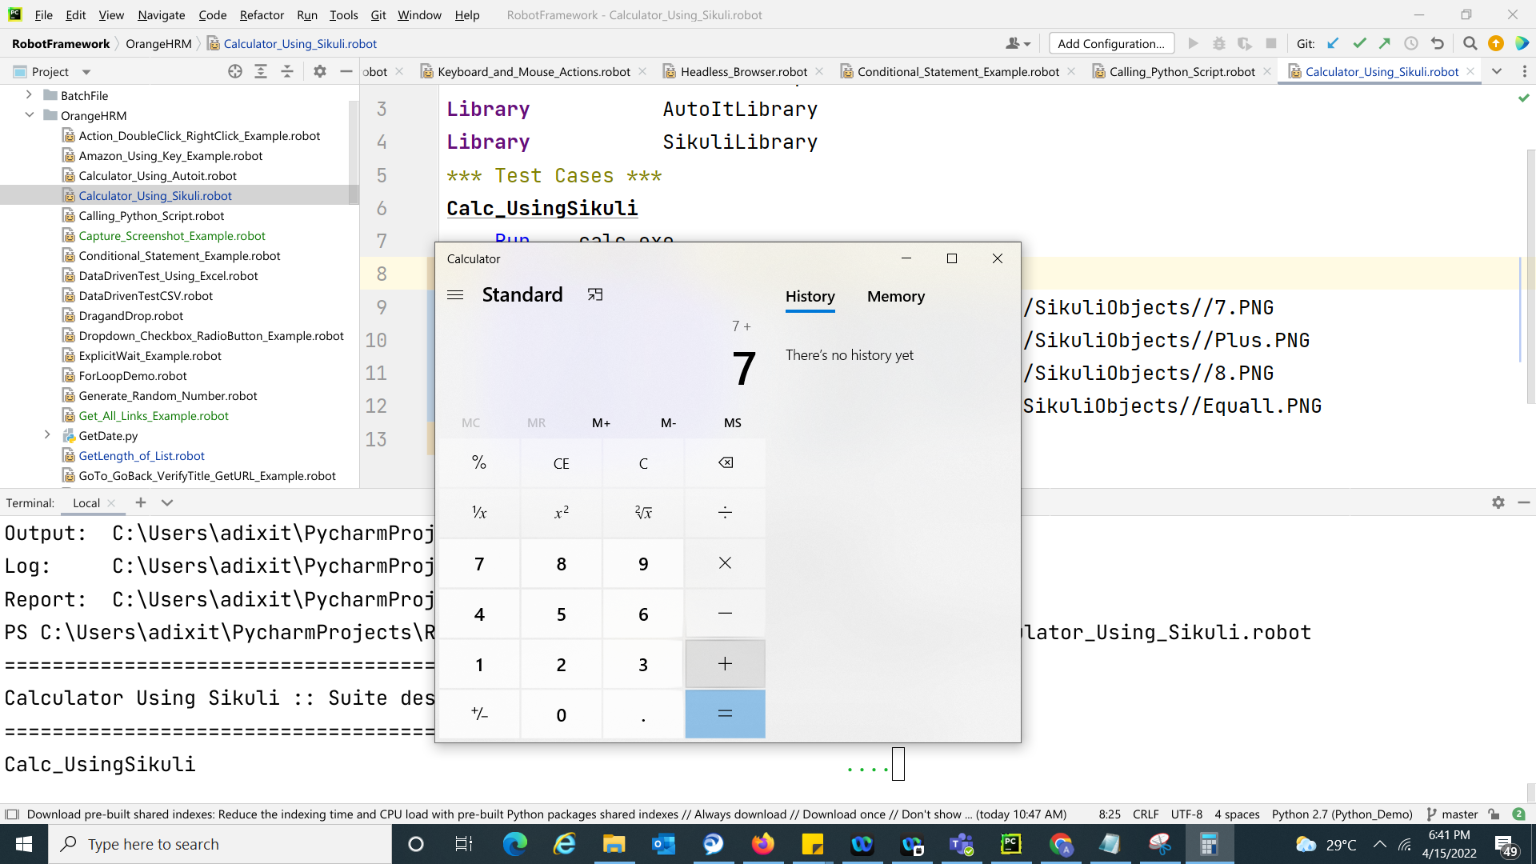 File Edit View Navigate Code Refactor Run Tools Git Window Help RobotFramework - Calculator_Using_Sikuli.robot
RobotFramework OrangeHRM Calculator_Using_Sikuli.robot Add Configuration... Git:
Project obot Keyboard_and_Mouse_Actions.robot Headless_Browser.robot Conditional_Statement_Example.robot Calling_Python_Script.robot Calculator_Using_Sikuli.robot
BatchFile
OrangeHRM
Action_DoubleClick_RightClick_Example.robot
Amazon_Using_Key_Example.robot
Calculator_Using_Autoit.robot
Calculator_Using_Sikuli.robot
Calling_Python_Script.robot
Capture_Screenshot_Example.robot
Conditional_Statement_Example.robot
DataDrivenTest_Using_Excel.robot
DataDrivenTestCSV.robot
DragandDrop.robot
Dropdown_Checkbox_RadioButton_Example.robot
ExplicitWait_Example.robot
ForLoopDemo.robot
Generate_Random_Number.robot
Get_All_Links_Example.robot
GetDate.py
GetLength_of_List.robot
GoTo_GoBack_VerifyTitle_GetURL_Example.robot
3 Library AutoItLibrary
4 Library SikuliLibrary
5 *** Test Cases ***
6 Calc_UsingSikuli
7 Run calc.exe
8
9 /SikuliObjects//7.PNG
10 /SikuliObjects//Plus.PNG
11 /SikuliObjects//8.PNG
12 SikuliObjects//Equall.PNG
13
Calculator
Standard History Memory
7 +
7
There's no history yet
MC MR M+ M- MS
% CE C
¹/x x² ²√x ÷
7 8 9 ×
4 5 6 −
1 2 3 +
+/− 0 . =
Terminal: Local
Output: C:\Users\adixit\PycharmProj
Log: C:\Users\adixit\PycharmProj
Report: C:\Users\adixit\PycharmProj
PS C:\Users\adixit\PycharmProjects\R ulator_Using_Sikuli.robot
====================================
Calculator Using Sikuli :: Suite des
====================================
Calc_UsingSikuli ....
Download pre-built shared indexes: Reduce the indexing time and CPU load with pre-built Python packages shared indexes // Always download // Download once // Don't show ... (today 10:47 AM) 8:25 CRLF UTF-8 4 spaces Python 2.7 (Python_Demo) master 2
Type here to search 29°C 6:41 PM
4/15/2022 49